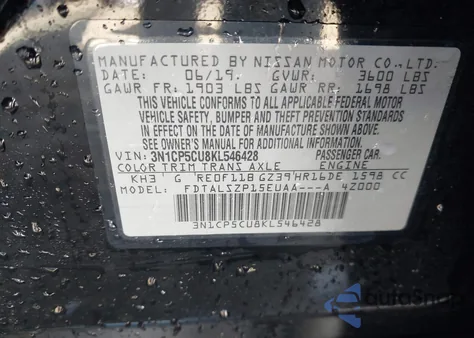 MANUFACTURED BY NISSAN MOTOR CO.,LTD.
DATE: 06/19. GVWR: 3600 LBS
GAWR FR: 1903 LBS GAWR RR: 1698 LBS
THIS VEHICLE CONFORMS TO ALL APPLICABLE FEDERAL MOTOR
VEHICLE SAFETY, BUMPER AND THEFT PREVENTION STANDARDS
IN EFFECT ON THE DATE OF MANUFACTURE SHOWN ABOVE.
SEE OWNER'S MANUAL FOR ADDITIONAL INFORMATION.
VIN: 3N1CP5CU8KL546428 PASSENGER CAR.
COLOR TRIM TRANS AXLE ENGINE
KH3 G RE0F11B GZ39 HR16DE 1598 CC
MODEL: FDTALSZP15EUAA---A 4Z000
3N1CP5CU8KL546428